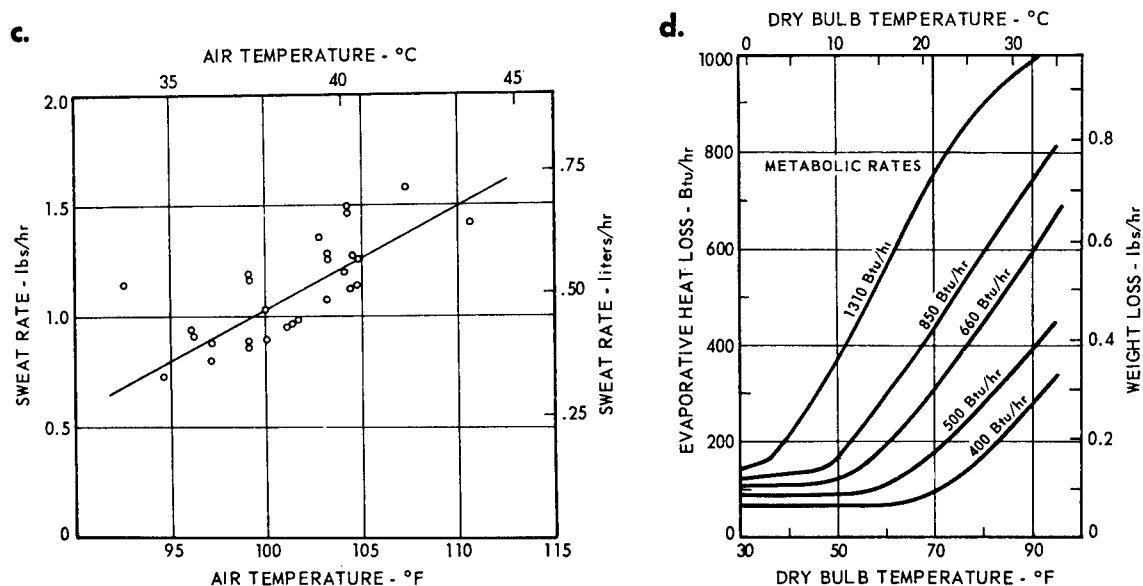 c.
AIR TEMPERATURE - °C
35 40 45
2.0
1.5
1.0
0.5
0
SWEAT RATE - lbs/hr
.75
.50
.25
SWEAT RATE - liters/hr
95 100 105 110 115
AIR TEMPERATURE - °F
d.
DRY BULB TEMPERATURE - °C
0 10 20 30
1000
800
600
400
200
0
EVAPORATIVE HEAT LOSS - Btu/hr
METABOLIC RATES
1310 Btu/hr
850 Btu/hr
660 Btu/hr
500 Btu/hr
400 Btu/hr
0.8
0.6
0.4
0.2
0
WEIGHT LOSS - lbs/hr
30 50 70 90
DRY BULB TEMPERATURE - °F